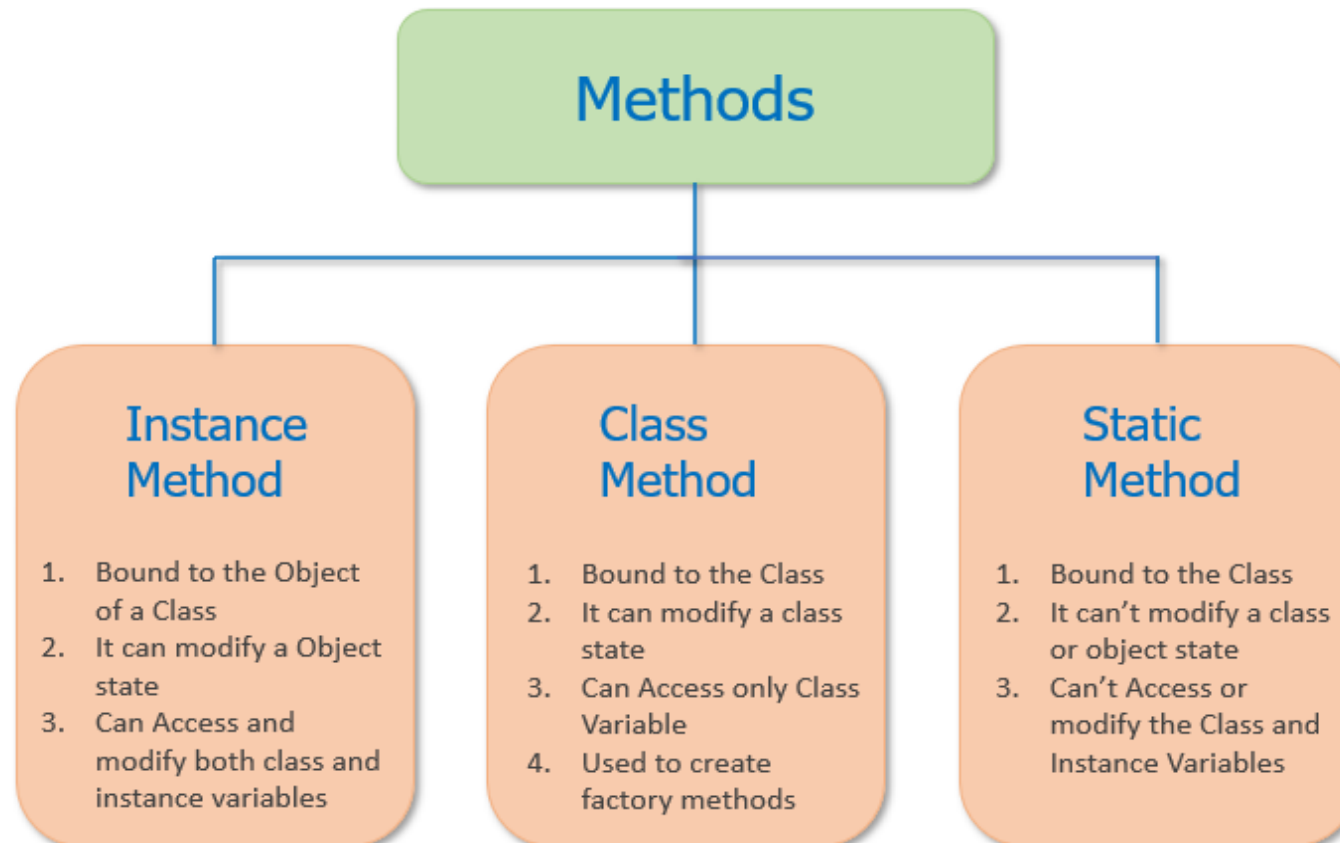 Methods
Instance
Method
1. Bound to the Object
of a Class
2. It can modify a Object
state
3. Can Access and
modify both class and
instance variables
Class
Method
1. Bound to the Class
2. It can modify a class
state
3. Can Access only Class
Variable
4. Used to create
factory methods
Static
Method
1. Bound to the Class
2. It can’t modify a class
or object state
3. Can’t Access or
modify the Class and
Instance Variables